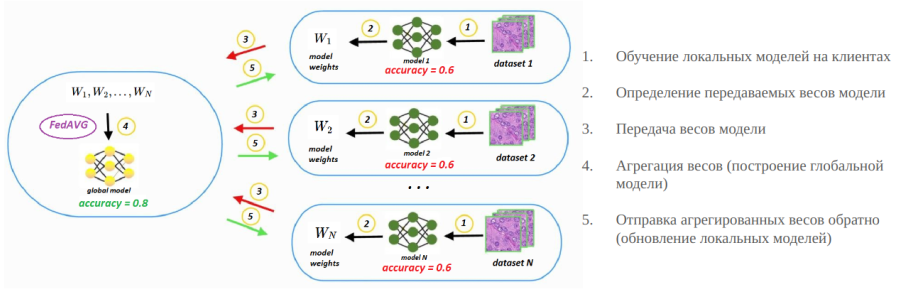 W₁, W₂, . . . , W_N
FedAVG
4
global model
accuracy = 0.8
3
5
3
5
3
5
W₁
model
weights
2
model 1
accuracy = 0.6
1
dataset 1
W₂
model
weights
2
model 2
accuracy = 0.6
1
dataset 2
. . .
W_N
model
weights
2
model N
accuracy = 0.6
1
dataset N
1. Обучение локальных моделей на клиентах
2. Определение передаваемых весов модели
3. Передача весов модели
4. Агрегация весов (построение глобальной
модели)
5. Отправка агрегированных весов обратно
(обновление локальных моделей)